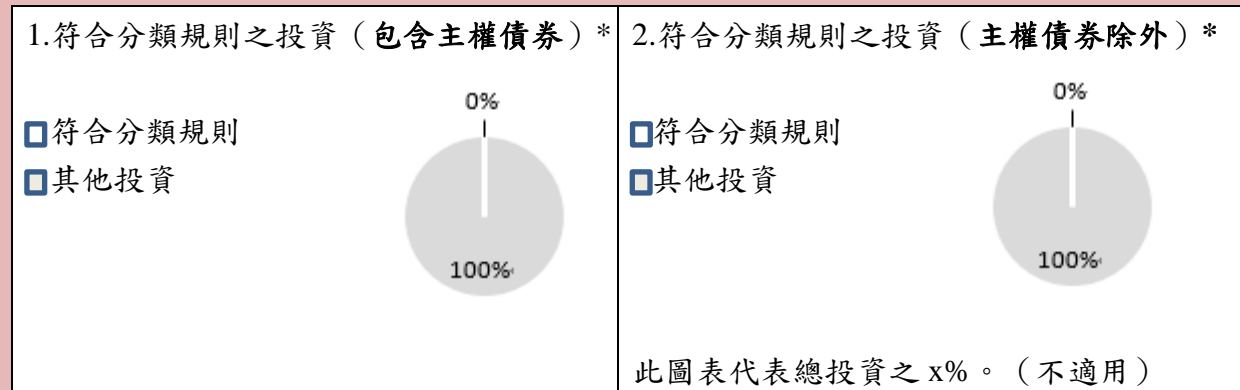 1.符合分類規則之投資（包含主權債券）*
0%
符合分類規則
其他投資
100%
2.符合分類規則之投資（主權債券除外）*
0%
符合分類規則
其他投資
100%
此圖表代表總投資之 x%。（不適用）